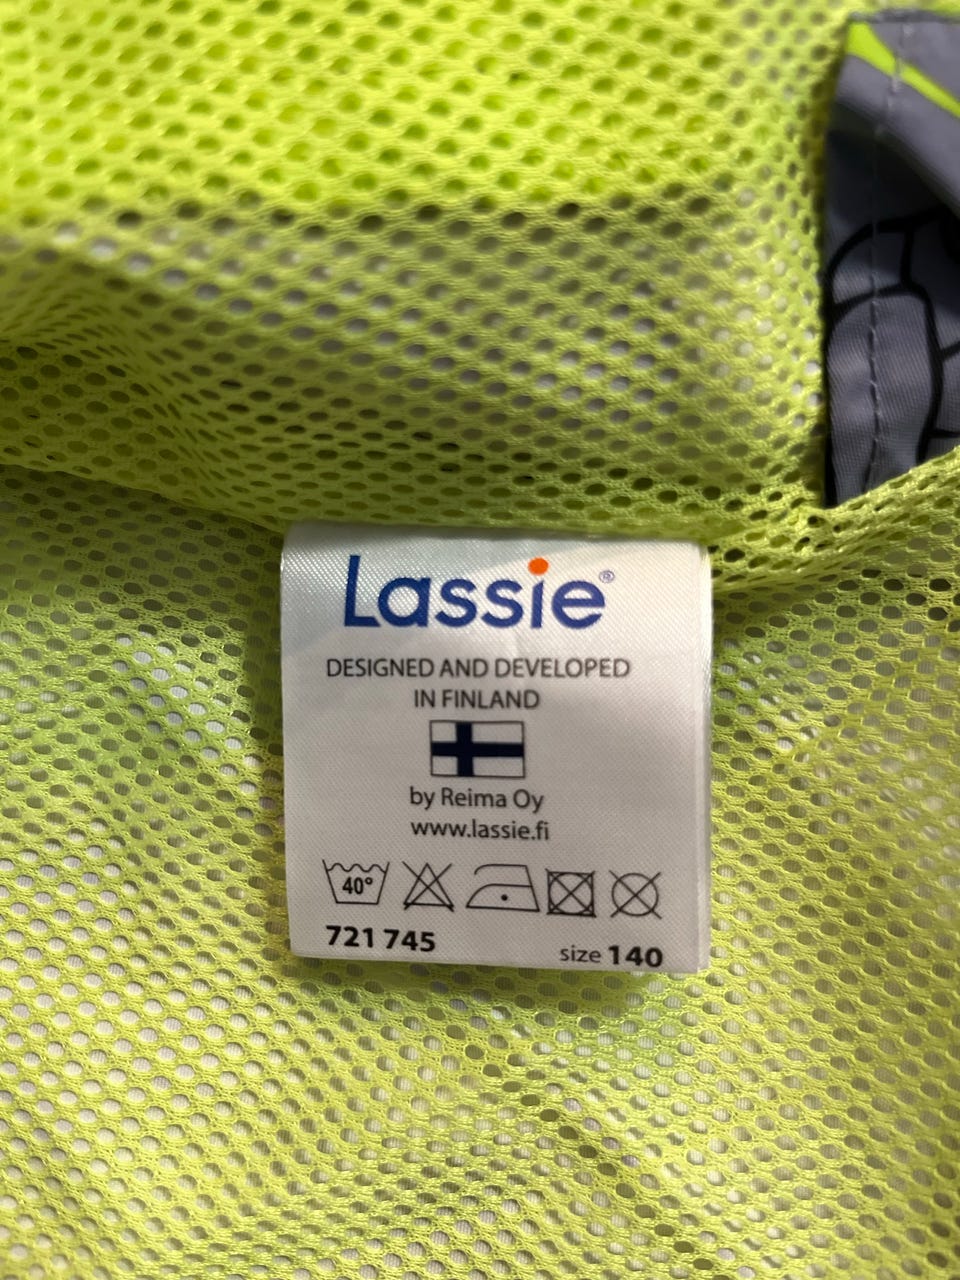 Lassie®
DESIGNED AND DEVELOPED
IN FINLAND
by Reima Oy
www.lassie.fi
40°
721 745
size 140